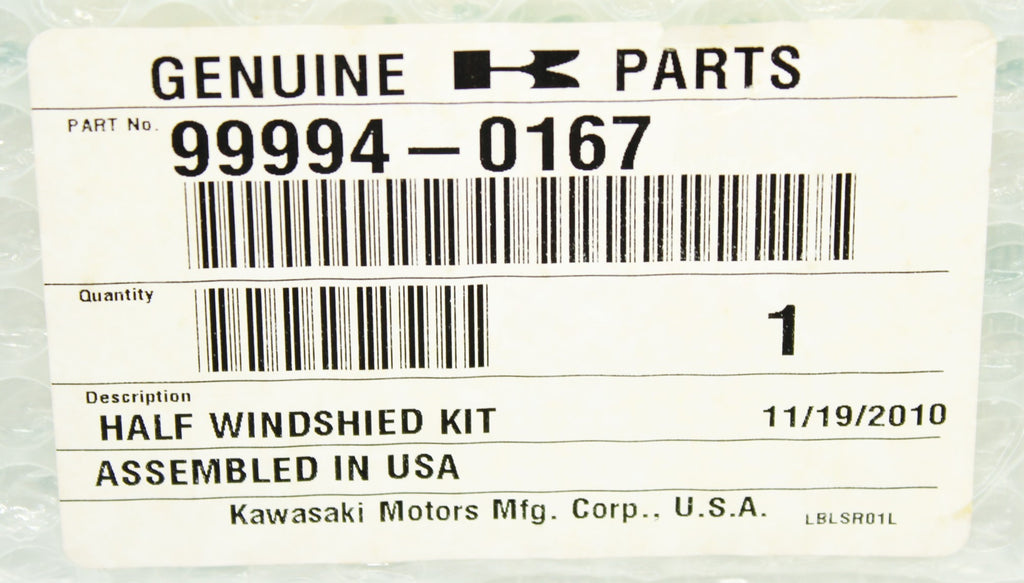 GENUINE K PARTS
PART No. 99994-0167
Quantity 1
Description
HALF WINDSHIED KIT 11/19/2010
ASSEMBLED IN USA
Kawasaki Motors Mfg. Corp., U.S.A. LBLSR01L